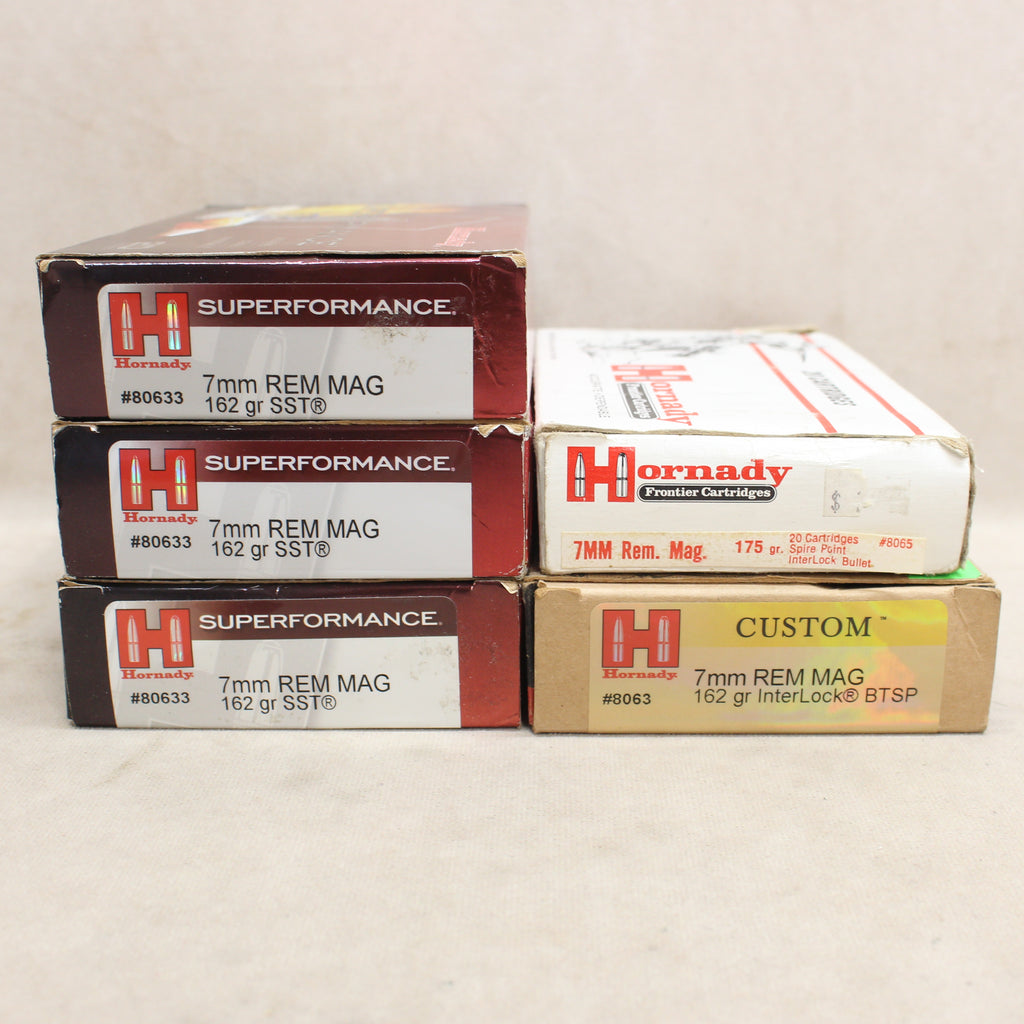 SUPERFORMANCE.
Hornady
#80633
7mm REM MAG
162 gr SST®
SUPERFORMANCE.
Hornady
#80633
7mm REM MAG
162 gr SST®
SUPERFORMANCE.
Hornady
#80633
7mm REM MAG
162 gr SST®
Hornady
Frontier Cartridges
Hornady
Frontier Cartridges
$
7MM Rem. Mag.
175 gr.
20 Cartridges
Spire Point
InterLock Bullet
#8065
CUSTOM™
Hornady
#8063
7mm REM MAG
162 gr InterLock® BTSP